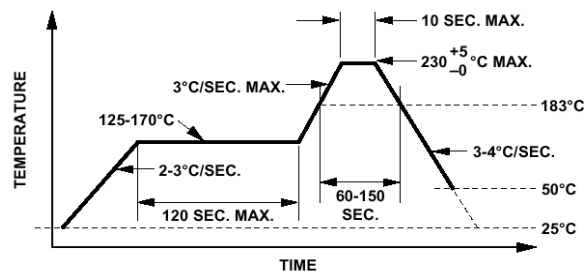 10 SEC. MAX.
230 +5 –0 °C MAX.
3°C/SEC. MAX.
183°C
125-170°C
TEMPERATURE
2-3°C/SEC.
3-4°C/SEC.
60-150
SEC.
120 SEC. MAX.
50°C
25°C
TIME